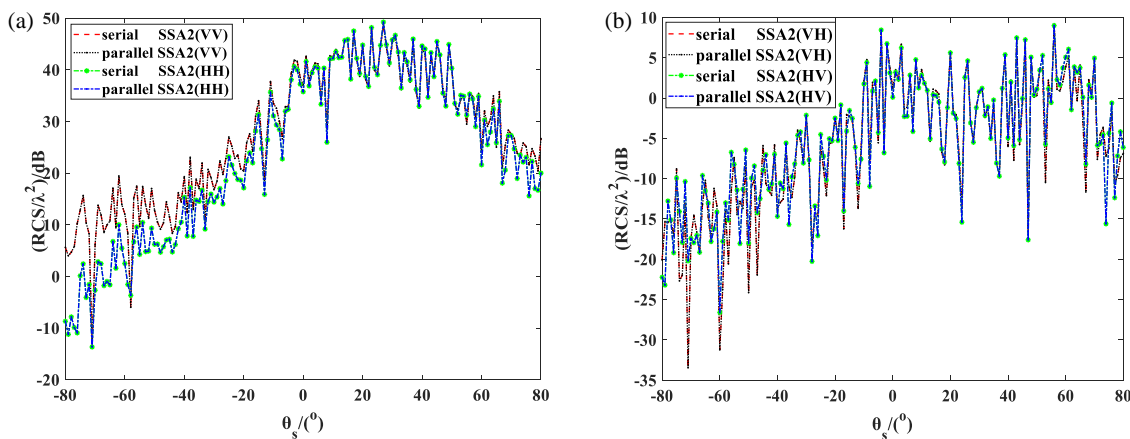 (a)
(RCS/λ²)/dB
50
40
30
20
10
0
-10
-20
serial SSA2(VV)
parallel SSA2(VV)
serial SSA2(HH)
parallel SSA2(HH)
-80 -60 -40 -20 0 20 40 60 80
θs/(°)
(b)
(RCS/λ²)/dB
10
5
0
-5
-10
-15
-20
-25
-30
-35
serial SSA2(VH)
parallel SSA2(VH)
serial SSA2(HV)
parallel SSA2(HV)
-80 -60 -40 -20 0 20 40 60 80
θs/(°)